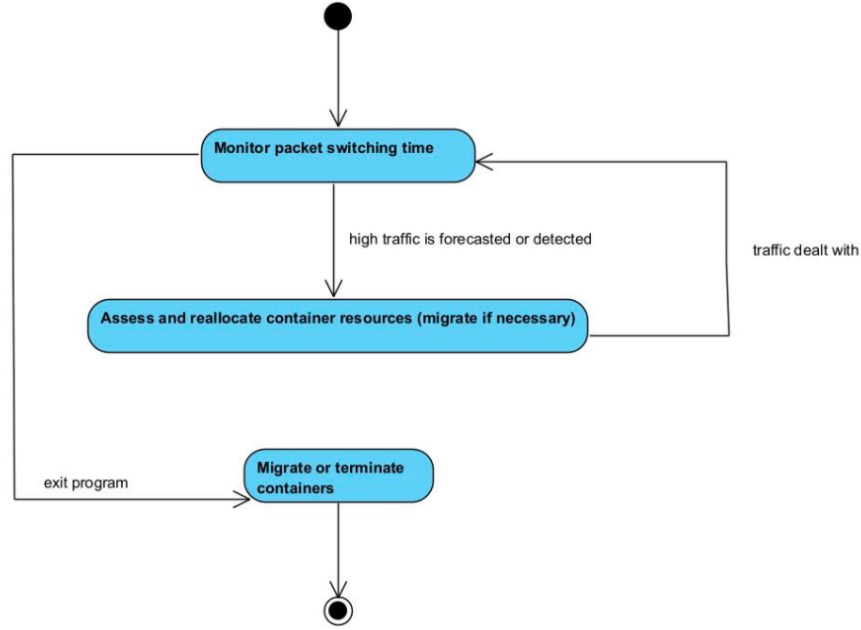 Monitor packet switching time
high traffic is forecasted or detected
traffic dealt with
Assess and reallocate container resources (migrate if necessary)
Migrate or terminate
containers
exit program